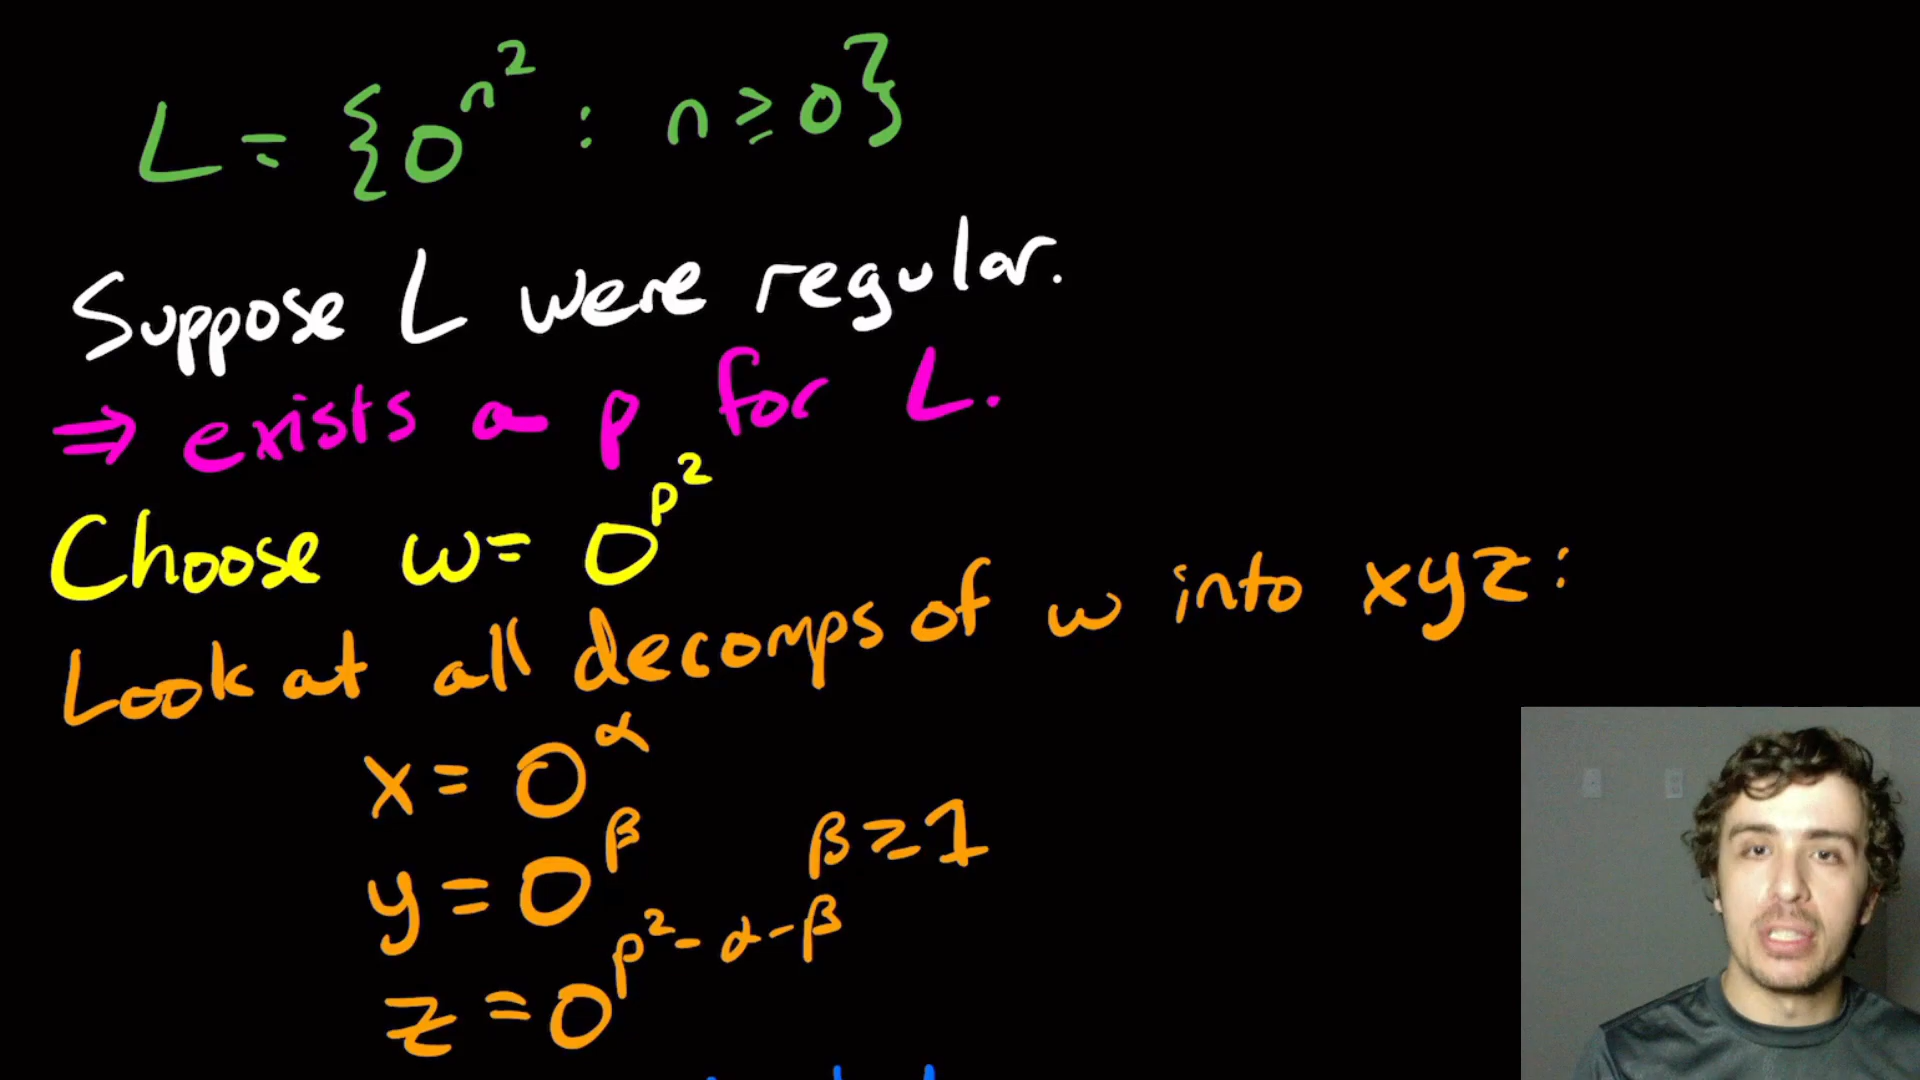 L = {0^{n^2} : n ≥ 0}
Suppose L were regular.
⇒ exists a p for L.
Choose w = 0^{p^2}
Look at all decomps of w into xyz:
x = 0^α
y = 0^β β ≥ 1
z = 0^{p^2 - α - β}